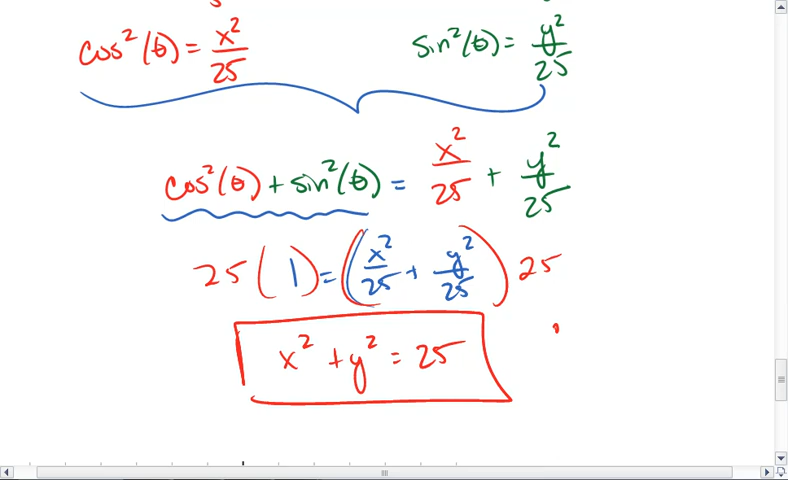 cos²(θ) = x²/25 sin²(θ) = y²/25
cos²(θ) + sin²(θ) = x²/25 + y²/25
25 ( 1 ) = ( x²/25 + y²/25 ) 25
x² + y² = 25